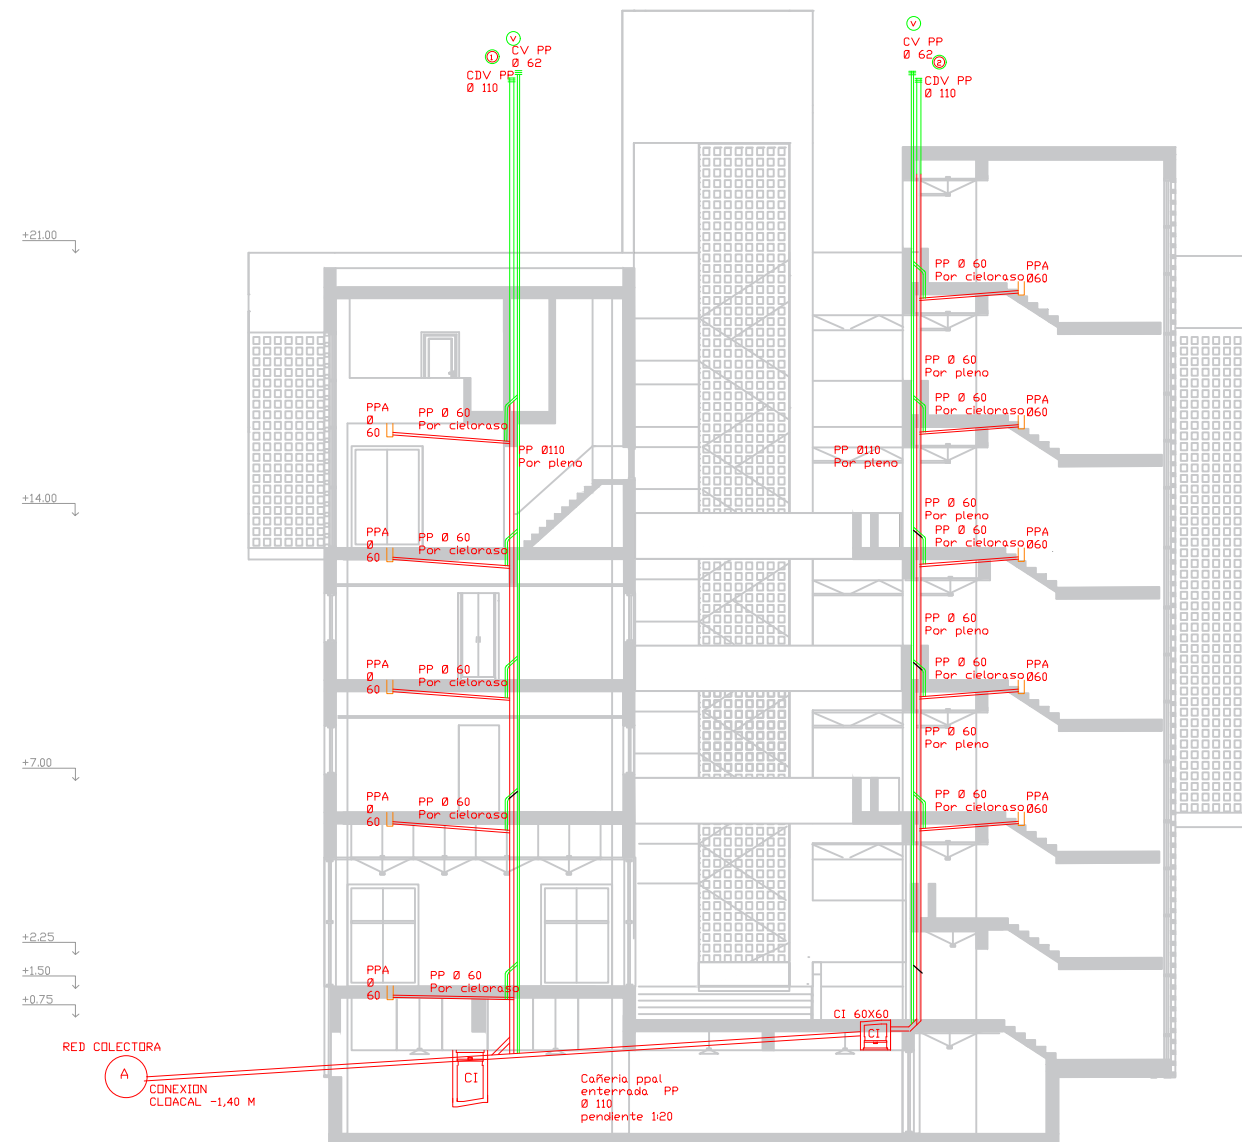 V
CV PP
Ø 62
1
CDV PP
Ø 110
V
CV PP
Ø 62
2
CDV PP
Ø 110
+21.00
PP Ø 60
Por cieloraso
PPA
Ø60
PP Ø 60
Por pleno
PPA
Ø
60
PP Ø 60
Por cieloraso
PP Ø 60
Por cieloraso
PPA
Ø60
PP Ø110
Por pleno
PP Ø110
Por pleno
+14.00
PP Ø 60
Por pleno
PPA
Ø
60
PP Ø 60
Por cieloraso
PP Ø 60
Por cieloraso
PPA
Ø60
PP Ø 60
Por pleno
PPA
Ø
60
PP Ø 60
Por cieloraso
PP Ø 60
Por cieloraso
PPA
Ø60
PP Ø 60
Por pleno
+7.00
PPA
Ø
60
PP Ø 60
Por cieloraso
PP Ø 60
Por cieloraso
PPA
Ø60
+2.25
+1.50
+0.75
PPA
Ø
60
PP Ø 60
Por cieloraso
CI 60X60
CI
RED COLECTORA
A
CONEXION
CLOACAL -1,40 M
CI
Cañeria ppal
enterrada PP
Ø 110
pendiente 1:20